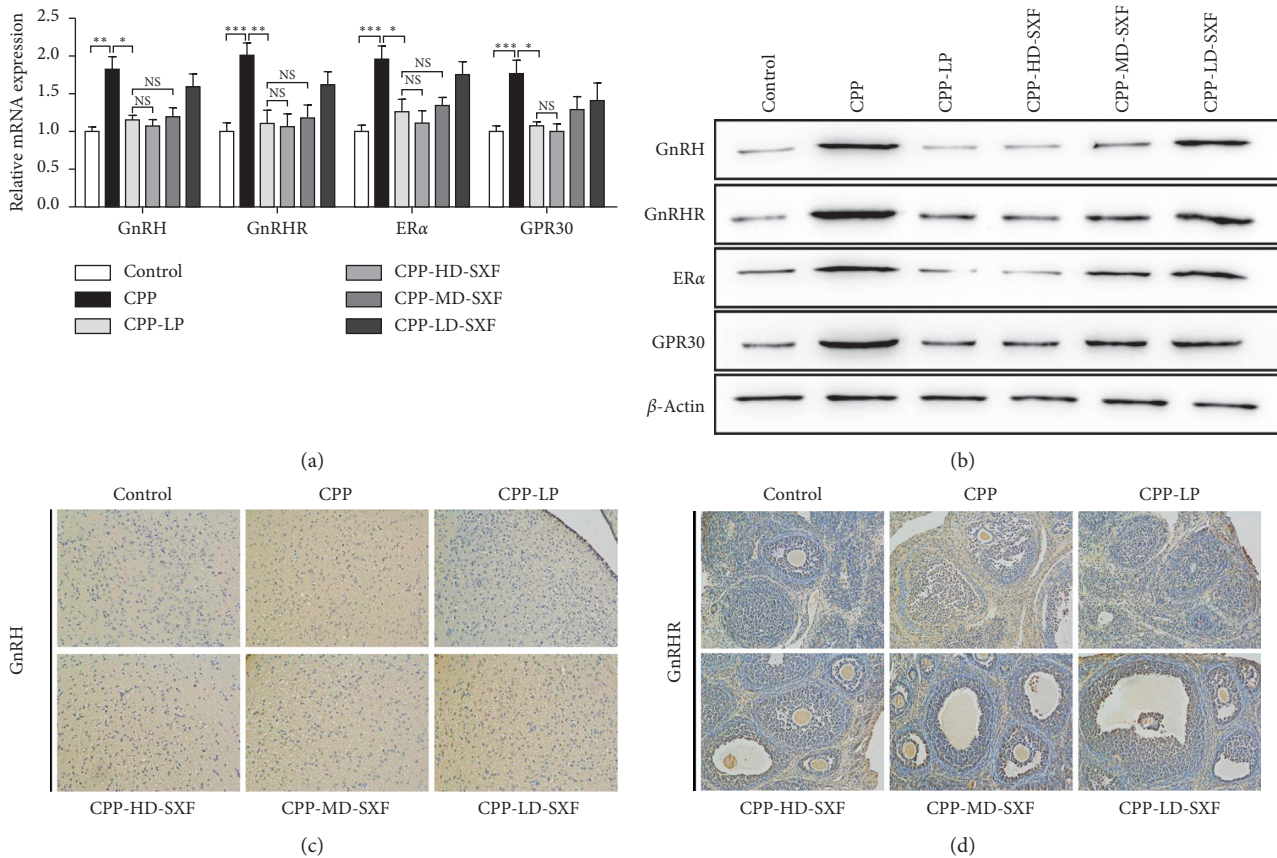 Relative mRNA expression
2.5
2.0
1.5
1.0
0.5
0.0
** *
*** **
*** *
*** *
NS
NS
NS
NS
NS
NS
NS
GnRH GnRHR ERα GPR30
Control
CPP
CPP-LP
CPP-HD-SXF
CPP-MD-SXF
CPP-LD-SXF
(a)
Control
CPP
CPP-LP
CPP-HD-SXF
CPP-MD-SXF
CPP-LD-SXF
GnRH
GnRHR
ERα
GPR30
β-Actin
(b)
Control CPP CPP-LP
GnRH
CPP-HD-SXF CPP-MD-SXF CPP-LD-SXF
(c)
Control CPP CPP-LP
GnRHR
CPP-HD-SXF CPP-MD-SXF CPP-LD-SXF
(d)